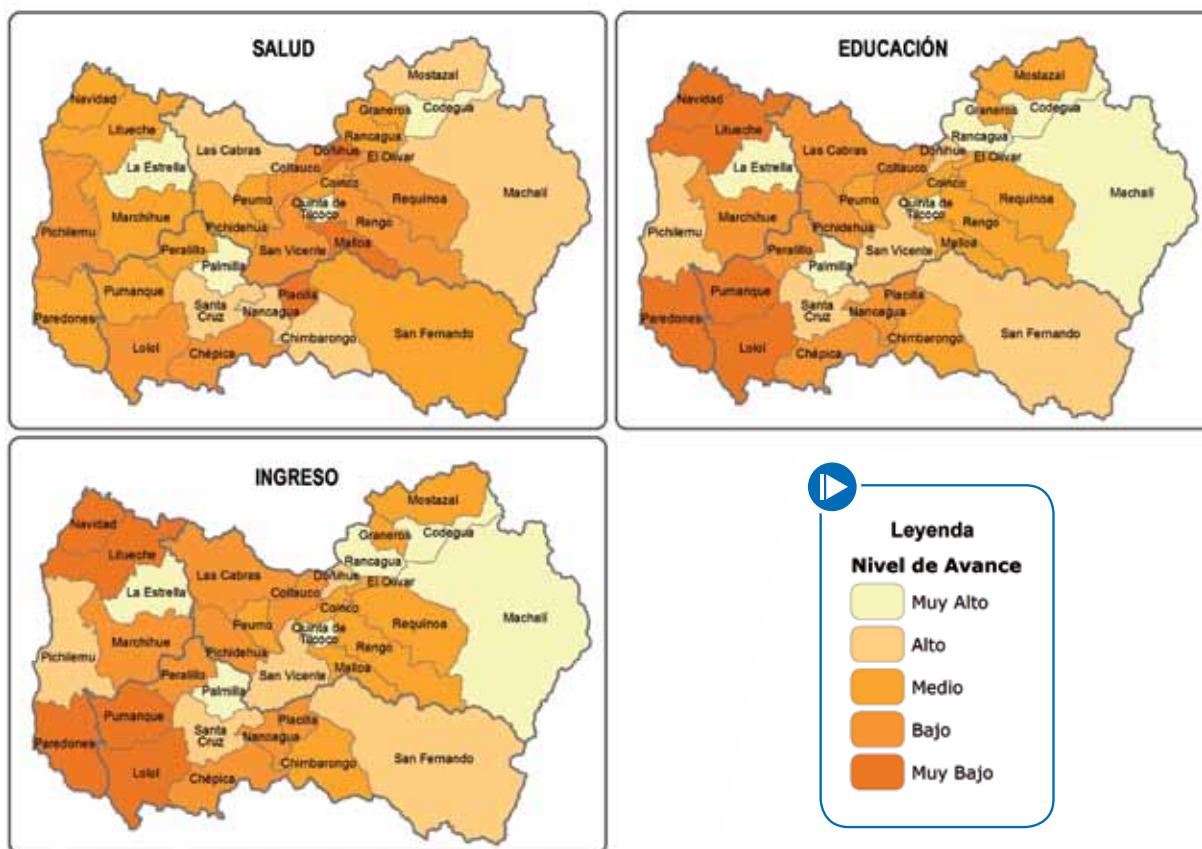 SALUD
Navidad
Litueche
La Estrella
Las Cabras
Marchihue
Pichilemu
Peumo
Pichidehua
Peralillo
Palmilla
Pumanque
Paredones
Lolol
Santa
Cruz
Chépica
Nancagua
Placilla
Chimbarongo
San Fernando
San Vicente
Malloa
Rengo
Quinta de
Tilcoco
Coinco
Coltauco
Doñihue
El Olivar
Requinoa
Rancagua
Graneros
Codegua
Mostazal
Machalí
EDUCACIÓN
Navidad
Litueche
La Estrella
Las Cabras
Marchihue
Pichilemu
Peumo
Pichidehua
Peralillo
Palmilla
Pumanque
Paredones
Lolol
Santa
Cruz
Chépica
Nancagua
Placilla
Chimbarongo
San Fernando
San Vicente
Malloa
Rengo
Quinta de
Tilcoco
Coinco
Coltauco
Doñihue
El Olivar
Requinoa
Rancagua
Graneros
Codegua
Mostazal
Machalí
INGRESO
Navidad
Litueche
La Estrella
Las Cabras
Marchihue
Pichilemu
Peumo
Pichidehua
Peralillo
Palmilla
Pumanque
Paredones
Lolol
Santa
Cruz
Chépica
Nancagua
Placilla
Chimbarongo
San Fernando
San Vicente
Malloa
Rengo
Quinta de
Tilcoco
Coinco
Coltauco
Doñihue
El Olivar
Requinoa
Rancagua
Graneros
Codegua
Mostazal
Machalí
Leyenda
Nivel de Avance
Muy Alto
Alto
Medio
Bajo
Muy Bajo